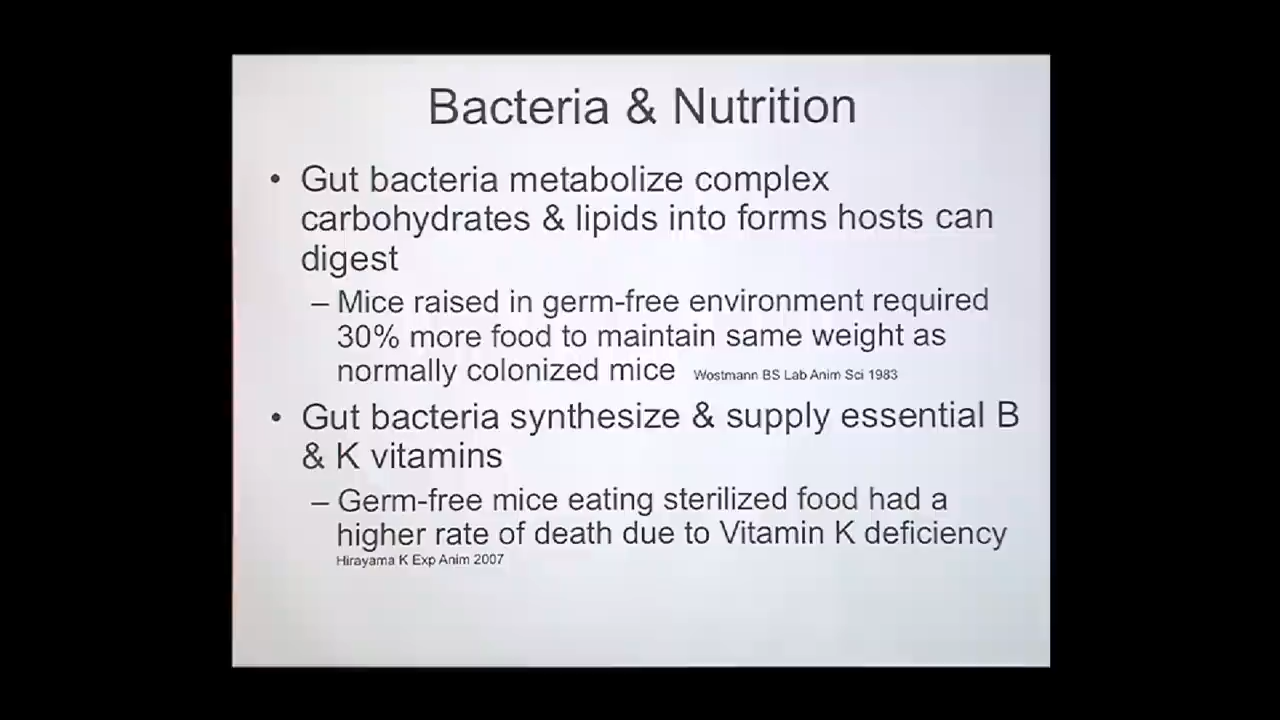 Bacteria & Nutrition
• Gut bacteria metabolize complex
carbohydrates & lipids into forms hosts can
digest
– Mice raised in germ-free environment required
30% more food to maintain same weight as
normally colonized mice Wostmann BS Lab Anim Sci 1983
• Gut bacteria synthesize & supply essential B
& K vitamins
– Germ-free mice eating sterilized food had a
higher rate of death due to Vitamin K deficiency
Hirayama K Exp Anim 2007